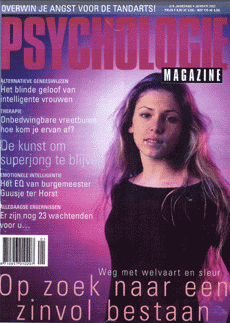 OVERWIN JE ANGST VOOR DE TANDARTS!
PSYCHOLOGIE
MAGAZINE
ALTERNATIEVE GENEESWIJZEN
Het blinde geloof van
intelligente vrouwen
THERAPIE
Onbedwingbare vreetbuien:
hoe kom je ervan af?
De kunst om
superjong te blijv
EMOTIONELE INTELLIGENTIE
Het EQ van burgemeester
Guusje ter Horst
ALLEDAAGSE ERGERNISSEN
Er zijn nog 23 wachtenden
voor u...
Weg met welvaart en sleur
Op zoek naar een
zinvol bestaan